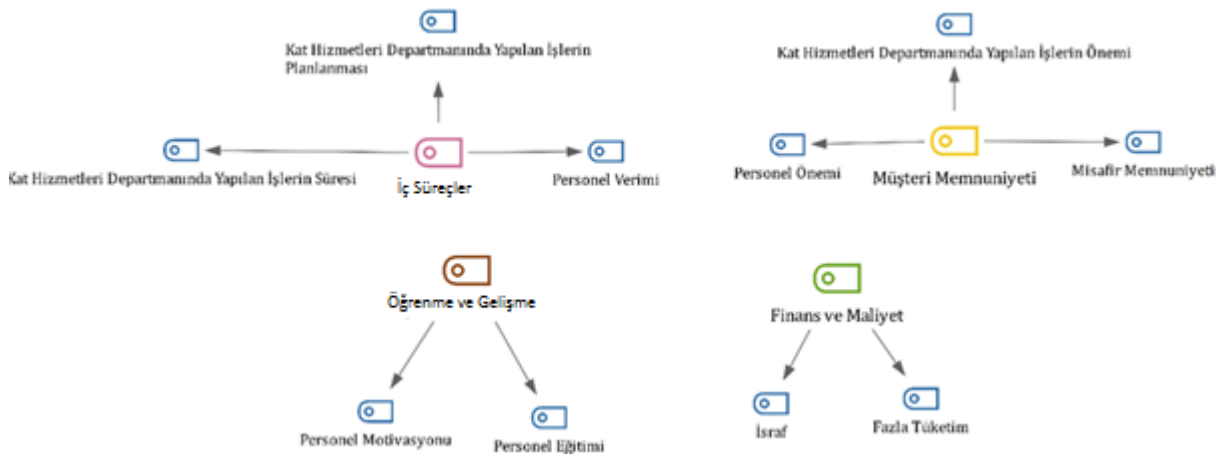 Kat Hizmetleri Departmanında Yapılan İşlerin
Planlanması
Kat Hizmetleri Departmanında Yapılan İşlerin Süresi
İç Süreçler
Personel Verimi
Kat Hizmetleri Departmanında Yapılan İşlerin Önemi
Personel Önemi
Müşteri Memnuniyeti
Misafir Memnuniyeti
Öğrenme ve Gelişme
Personel Motivasyonu
Personel Eğitimi
Finans ve Maliyet
İsraf
Fazla Tüketim